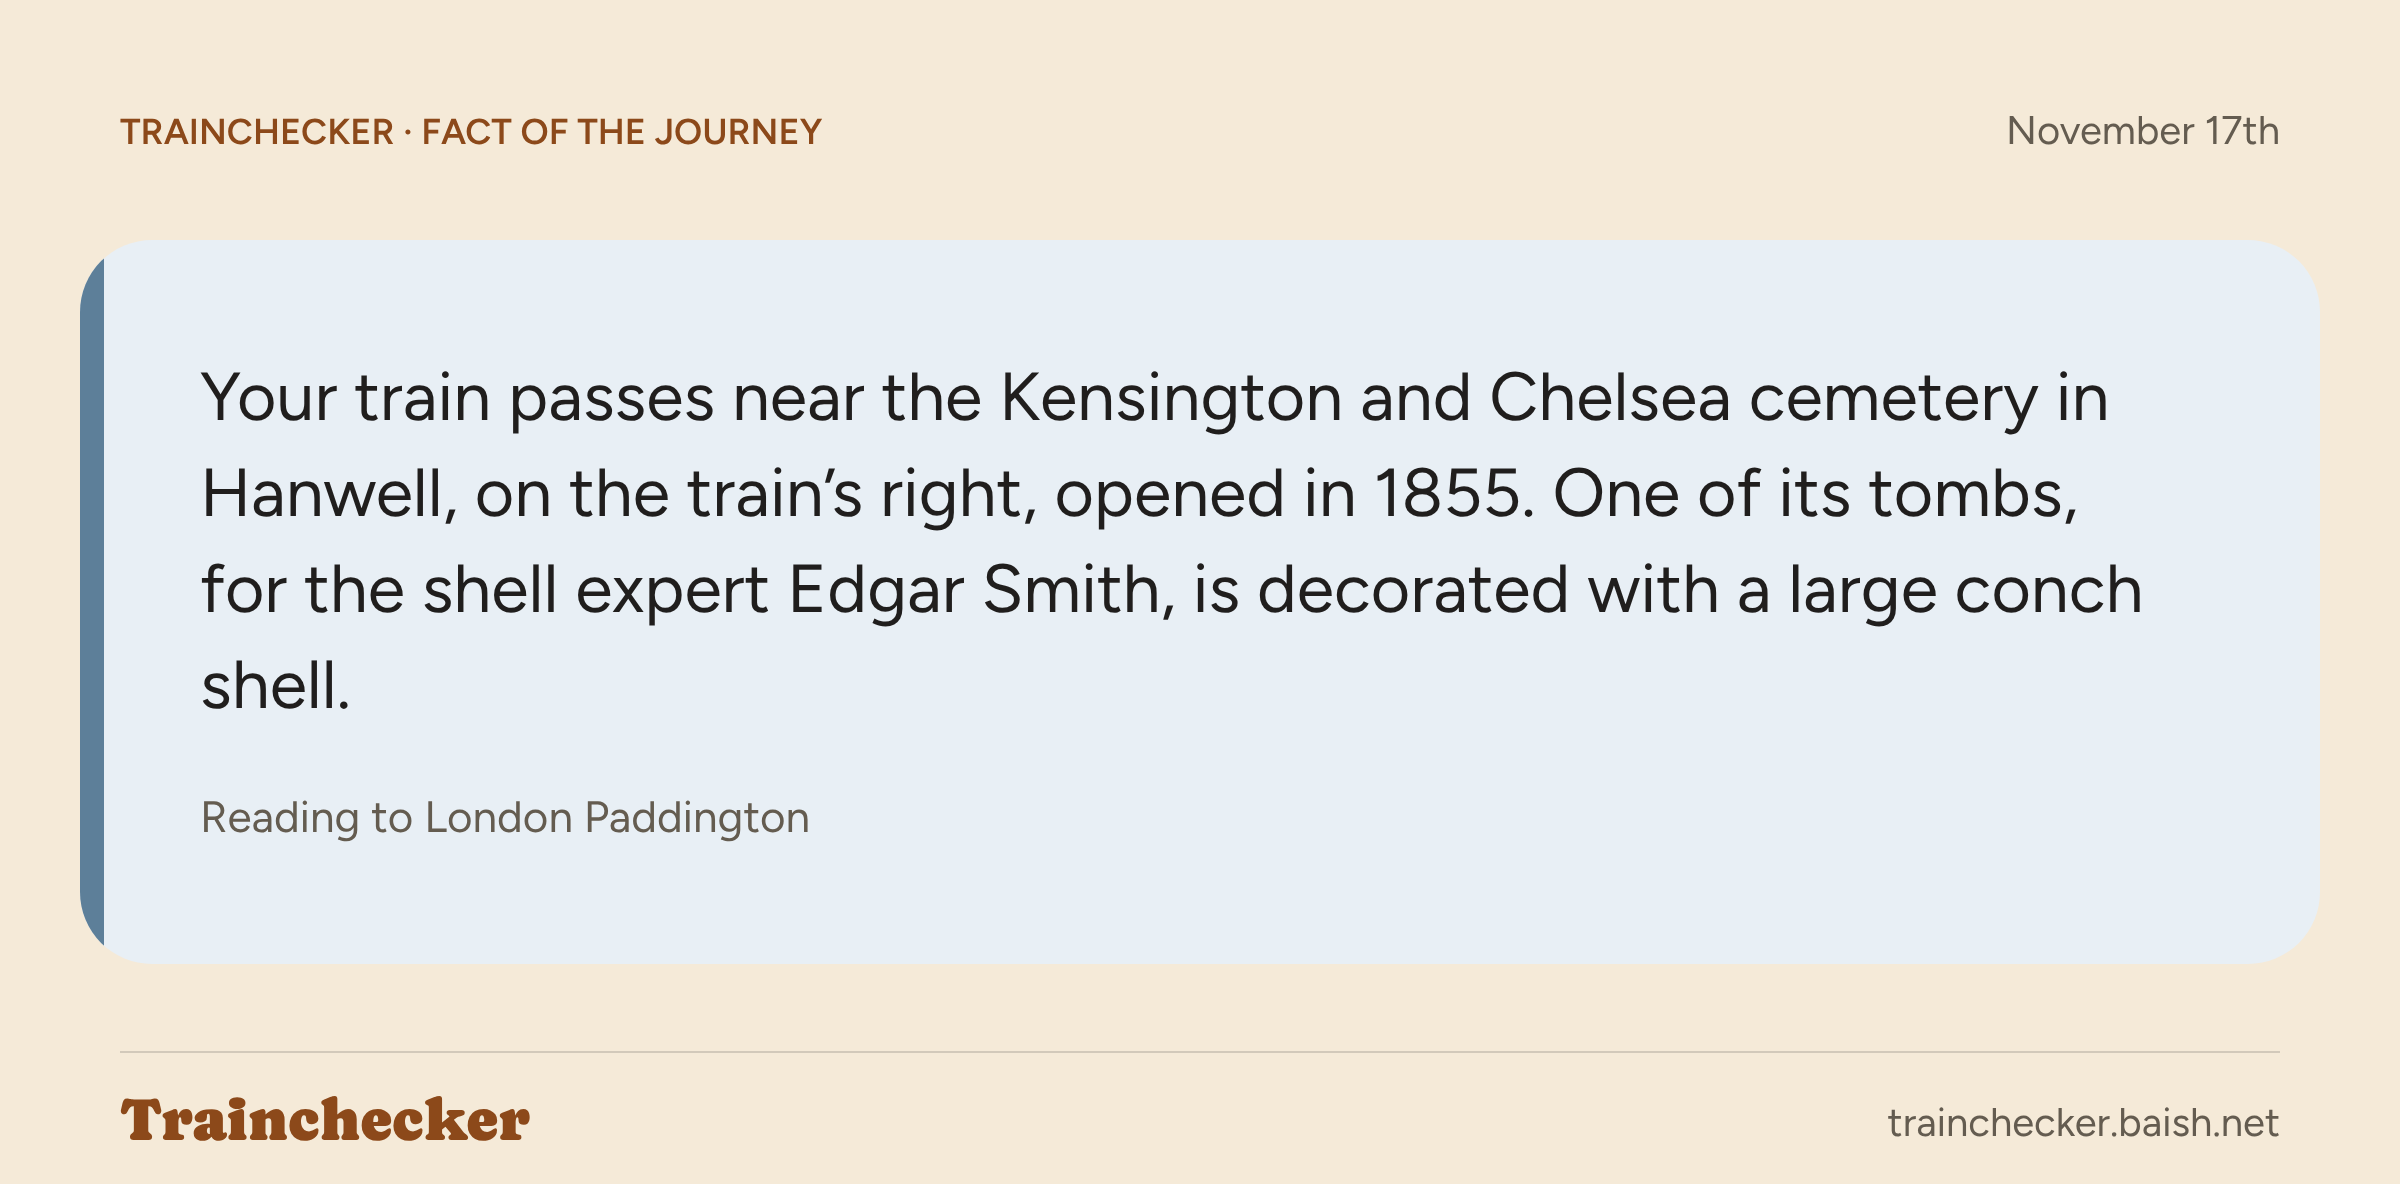 TRAINCHECKER · FACT OF THE JOURNEY
November 17th
Your train passes near the Kensington and Chelsea cemetery in
Hanwell, on the train’s right, opened in 1855. One of its tombs,
for the shell expert Edgar Smith, is decorated with a large conch
shell.
Reading to London Paddington
Trainchecker
trainchecker.baish.net